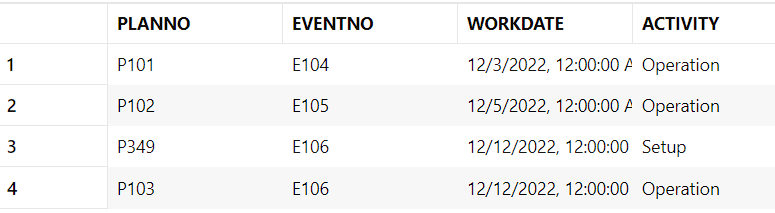 PLANNO EVENTNO WORKDATE ACTIVITY
1 P101 E104 12/3/2022, 12:00:00 A Operation
2 P102 E105 12/5/2022, 12:00:00 A Operation
3 P349 E106 12/12/2022, 12:00:00 Setup
4 P103 E106 12/12/2022, 12:00:00 Operation